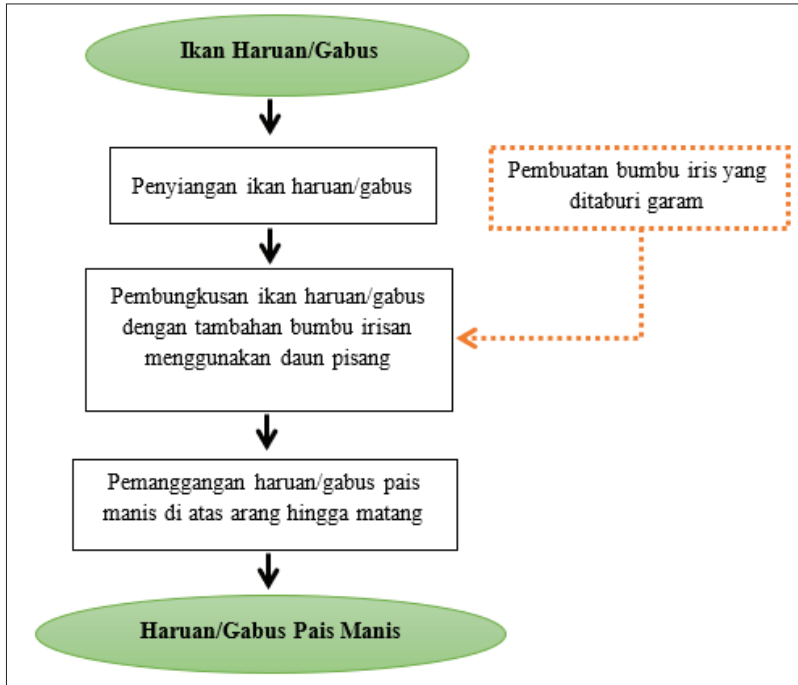 Ikan Haruan/Gabus
Penyiangan ikan haruan/gabus
Pembuatan bumbu iris yang
ditaburi garam
Pembungkusan ikan haruan/gabus
dengan tambahan bumbu irisan
menggunakan daun pisang
Pemanggangan haruan/gabus pais
manis di atas arang hingga matang
Haruan/Gabus Pais Manis